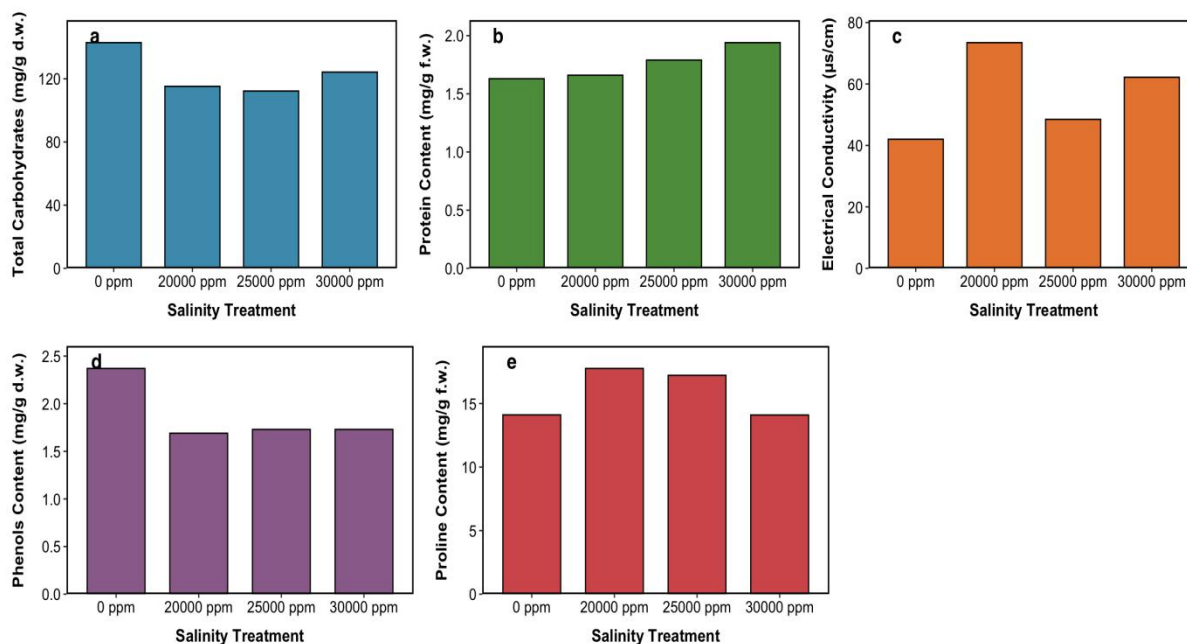 a
Total Carbohydrates (mg/g d.w.)
120
80
40
0
0 ppm 20000 ppm 25000 ppm 30000 ppm
Salinity Treatment
b
Protein Content (mg/g f.w.)
2.0
1.5
1.0
0.5
0.0
0 ppm 20000 ppm 25000 ppm 30000 ppm
Salinity Treatment
c
Electrical Conductivity (µs/cm)
80
60
40
20
0
0 ppm 20000 ppm 25000 ppm 30000 ppm
Salinity Treatment
d
Phenols Content (mg/g d.w.)
2.5
2.0
1.5
1.0
0.5
0.0
0 ppm 20000 ppm 25000 ppm 30000 ppm
Salinity Treatment
e
Proline Content (mg/g f.w.)
15
10
5
0
0 ppm 20000 ppm 25000 ppm 30000 ppm
Salinity Treatment